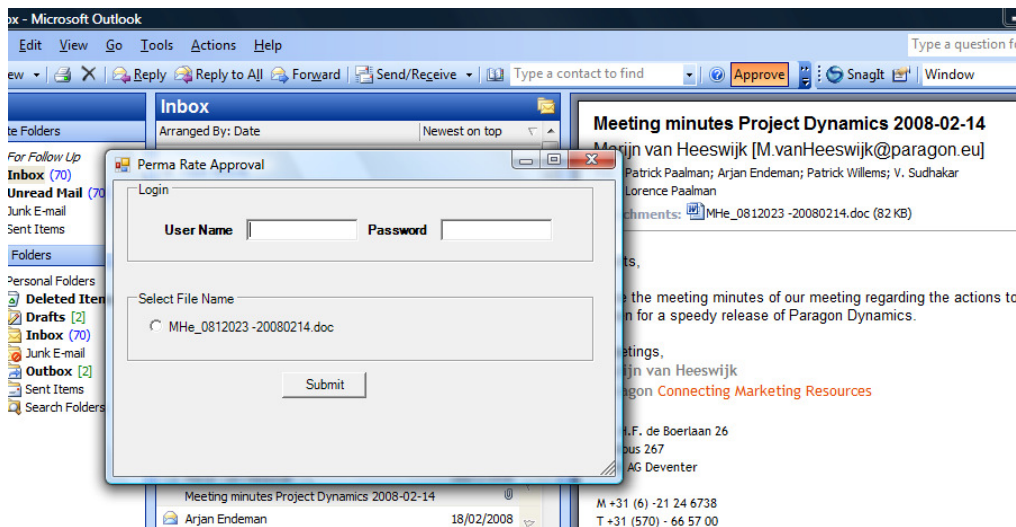 ox - Microsoft Outlook
Edit View Go Tools Actions Help
Type a question fo
ew Reply Reply to All Forward Send/Receive Type a contact to find Approve SnagIt Window
Inbox
te Folders
Arranged By: Date Newest on top
For Follow Up
Inbox (70)
Unread Mail (70
Junk E-mail
Sent Items
Folders
Personal Folders
Deleted Iten
Drafts [2]
Inbox (70)
Junk E-mail
Outbox [2]
Sent Items
Search Folders
Perma Rate Approval
Login
User Name Password
Select File Name
MHe_0812023 -20080214.doc
Submit
Meeting minutes Project Dynamics 2008-02-14
Arjan Endeman 18/02/2008
Meeting minutes Project Dynamics 2008-02-14
rijn van Heeswijk [M.vanHeeswijk@paragon.eu]
Patrick Paalman; Arjan Endeman; Patrick Willems; V. Sudhakar
Lorence Paalman
chments: MHe_0812023 -20080214.doc (82 KB)
ts,
e the meeting minutes of our meeting regarding the actions to
n for a speedy release of Paragon Dynamics.
etings,
ijn van Heeswijk
agon Connecting Marketing Resources
.F. de Boerlaan 26
bus 267
AG Deventer
M +31 (6) -21 24 6738
T +31 (570) - 66 57 00